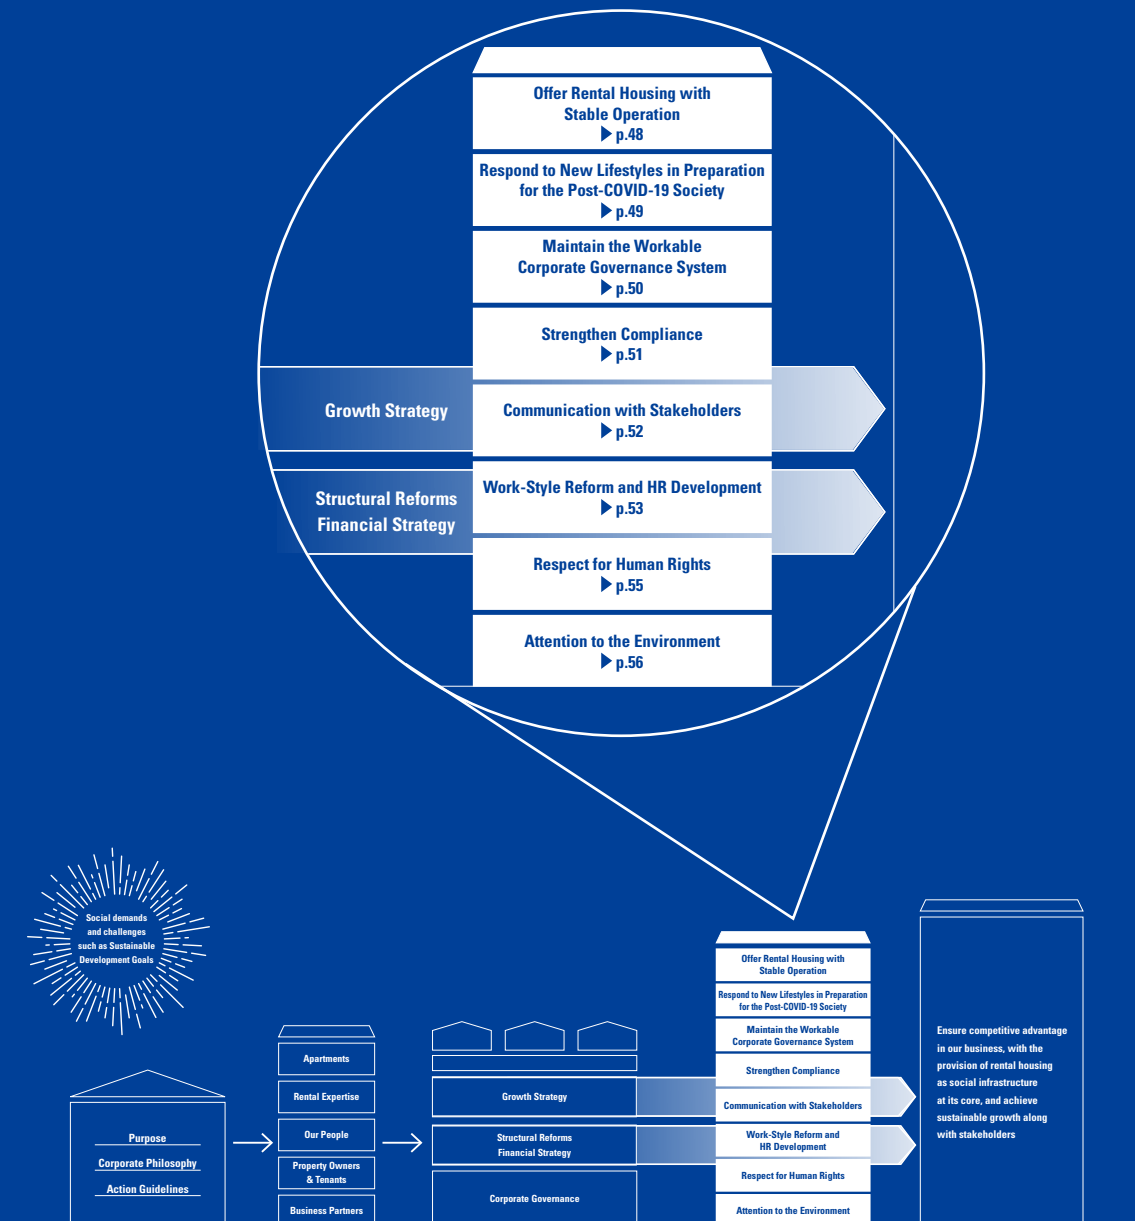 Offer Rental Housing with
Stable Operation
▶ p.48
Respond to New Lifestyles in Preparation
for the Post-COVID-19 Society
▶ p.49
Maintain the Workable
Corporate Governance System
▶ p.50
Strengthen Compliance
▶ p.51
Growth Strategy
Communication with Stakeholders
▶ p.52
Structural Reforms
Financial Strategy
Work-Style Reform and HR Development
▶ p.53
Respect for Human Rights
▶ p.55
Attention to the Environment
▶ p.56
Social demands
and challenges
such as Sustainable
Development Goals
Purpose
Corporate Philosophy
Action Guidelines
Apartments
Rental Expertise
Our People
Property Owners
& Tenants
Business Partners
Growth Strategy
Structural Reforms
Financial Strategy
Corporate Governance
Offer Rental Housing with
Stable Operation
Respond to New Lifestyles in Preparation
for the Post-COVID-19 Society
Maintain the Workable
Corporate Governance System
Strengthen Compliance
Communication with Stakeholders
Work-Style Reform and
HR Development
Respect for Human Rights
Attention to the Environment
Ensure competitive advantage
in our business, with the
provision of rental housing
as social infrastructure
at its core, and achieve
sustainable growth along
with stakeholders